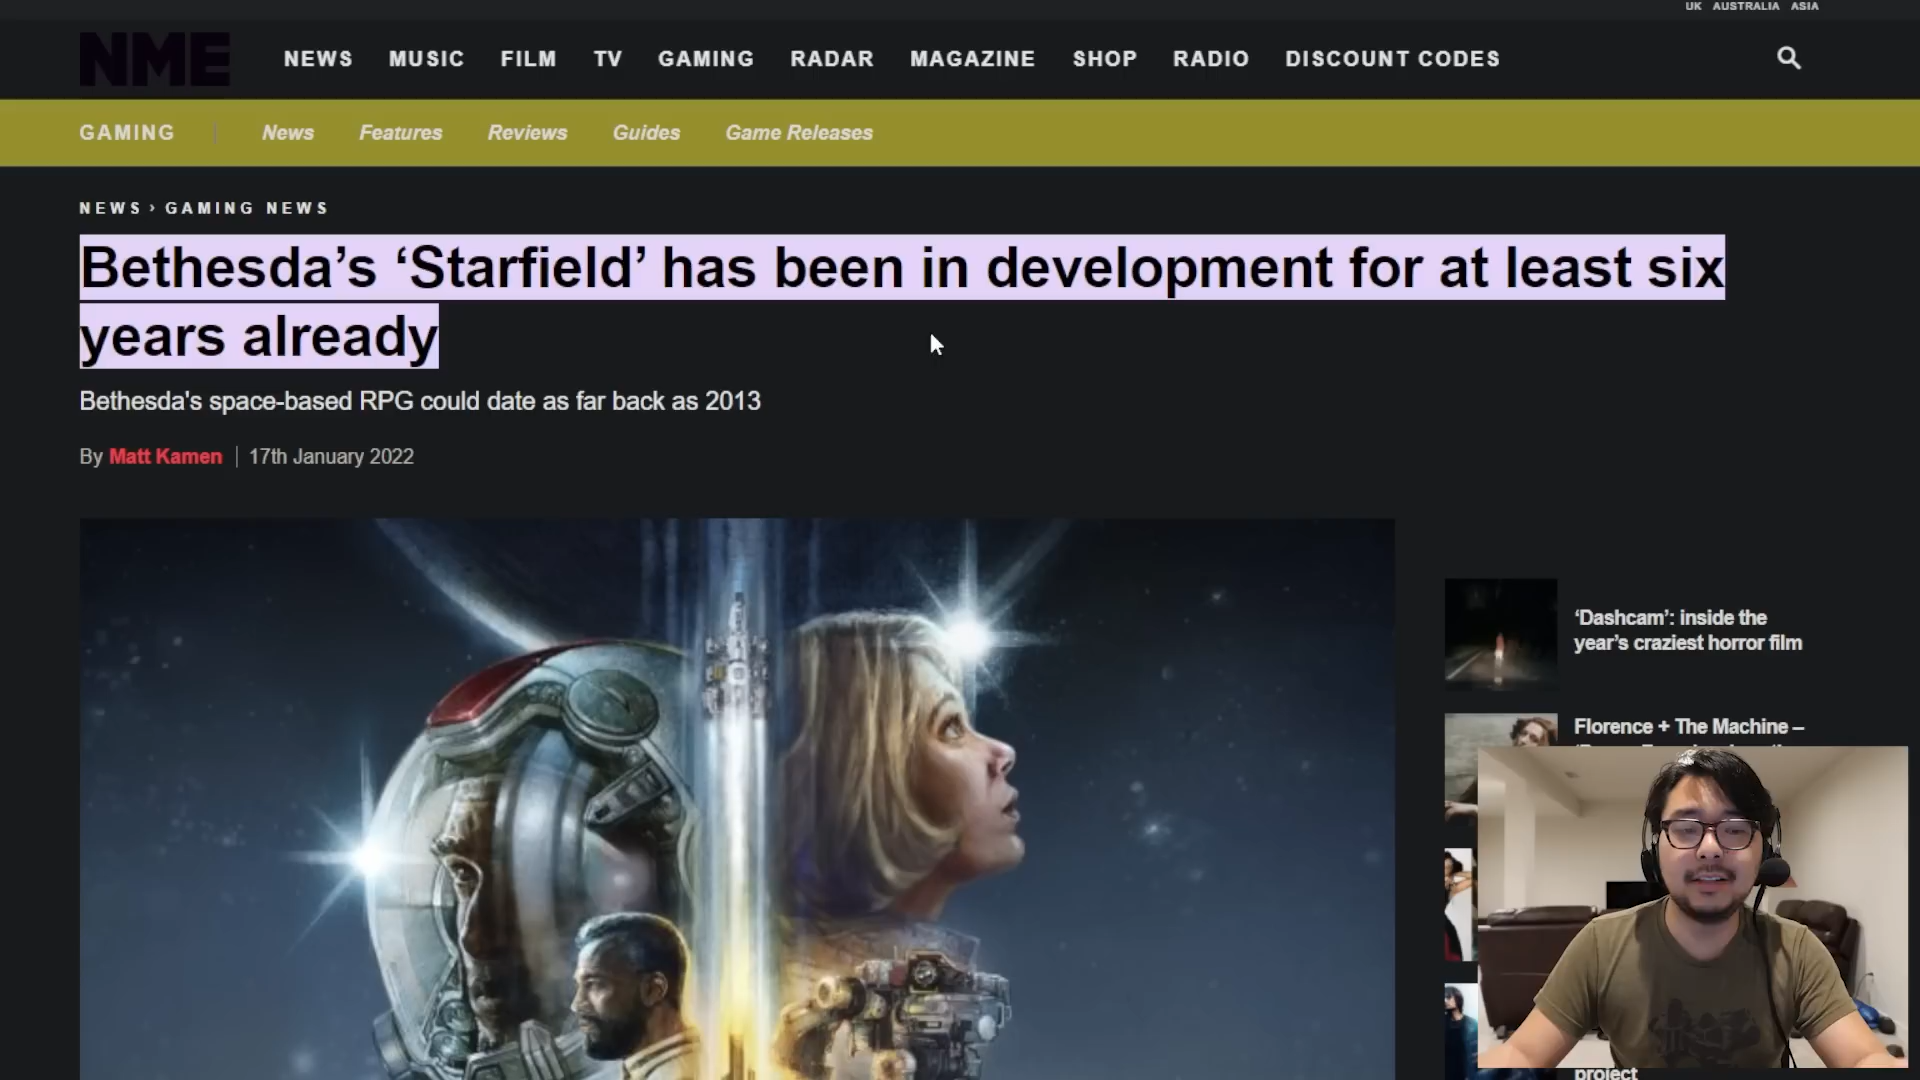 UK AUSTRALIA ASIA
NME NEWS MUSIC FILM TV GAMING RADAR MAGAZINE SHOP RADIO DISCOUNT CODES
GAMING | News Features Reviews Guides Game Releases
NEWS › GAMING NEWS
Bethesda’s ‘Starfield’ has been in development for at least six
years already
Bethesda's space-based RPG could date as far back as 2013
By Matt Kamen | 17th January 2022
‘Dashcam’: inside the
year’s craziest horror film
Florence + The Machine –
project